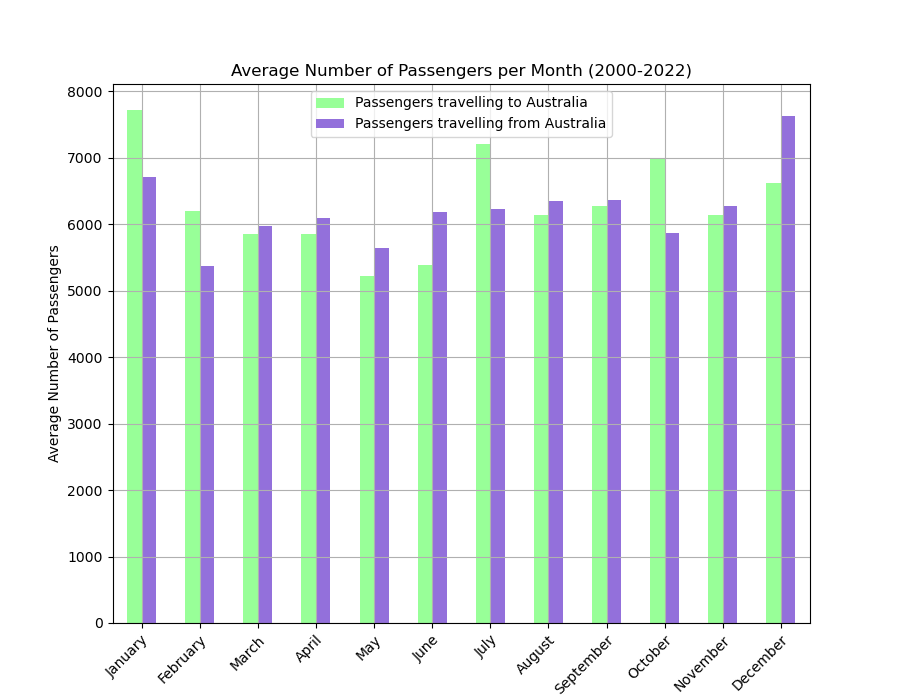 Average Number of Passengers per Month (2000-2022)
Passengers travelling to Australia
Passengers travelling from Australia
Average Number of Passengers
8000
7000
6000
5000
4000
3000
2000
1000
0
January
February
March
April
May
June
July
August
September
October
November
December